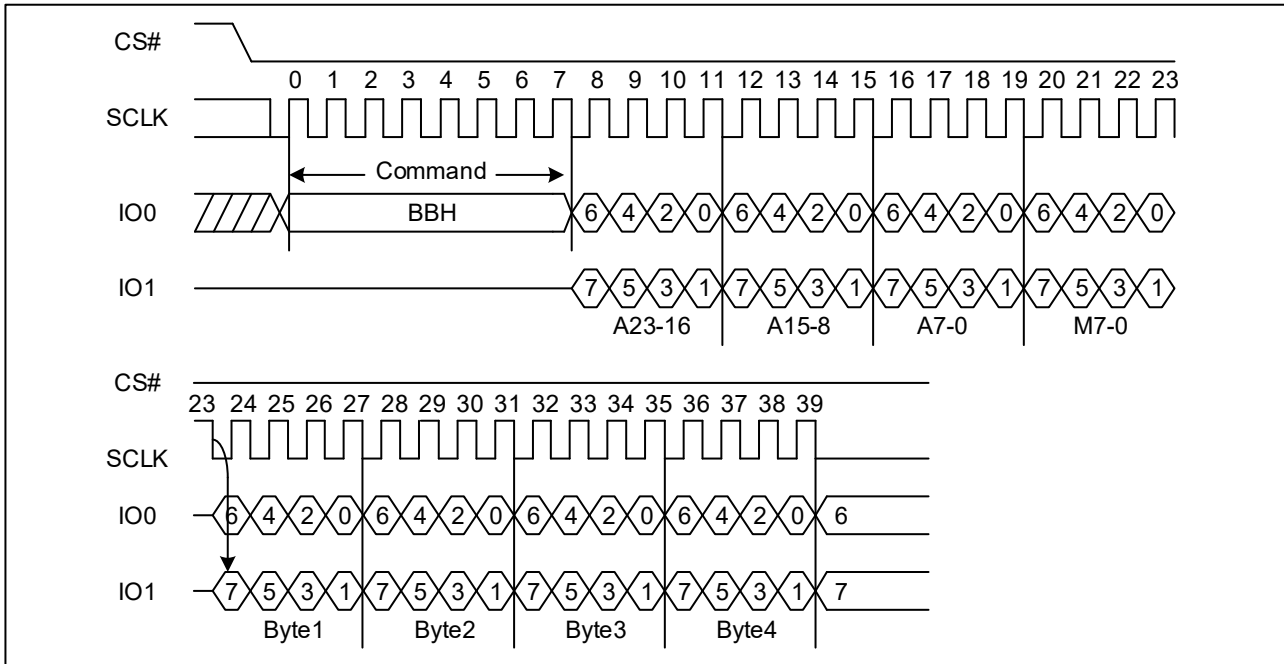 CS#
0 1 2 3 4 5 6 7 8 9 10 11 12 13 14 15 16 17 18 19 20 21 22 23
SCLK
Command
IO0 BBH 6 4 2 0 6 4 2 0 6 4 2 0 6 4 2 0
IO1 7 5 3 1 7 5 3 1 7 5 3 1 7 5 3 1
A23-16 A15-8 A7-0 M7-0
CS#
23 24 25 26 27 28 29 30 31 32 33 34 35 36 37 38 39
SCLK
IO0 6 4 2 0 6 4 2 0 6 4 2 0 6 4 2 0 6
IO1 7 5 3 1 7 5 3 1 7 5 3 1 7 5 3 1 7
Byte1 Byte2 Byte3 Byte4